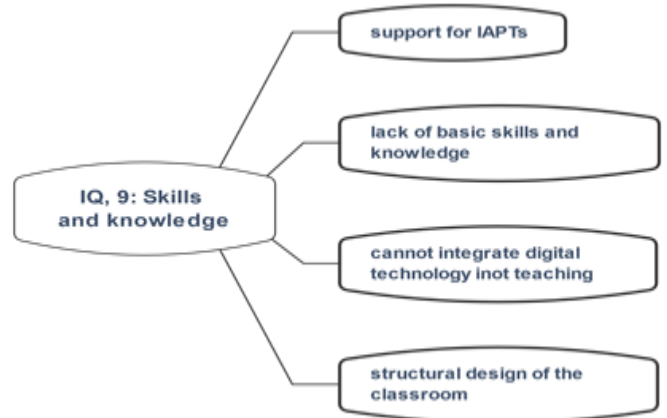 support for IAPTs
lack of basic skills and
knowledge
IQ, 9: Skills
and knowledge
cannot integrate digital
technology inot teaching
structural design of the
classroom